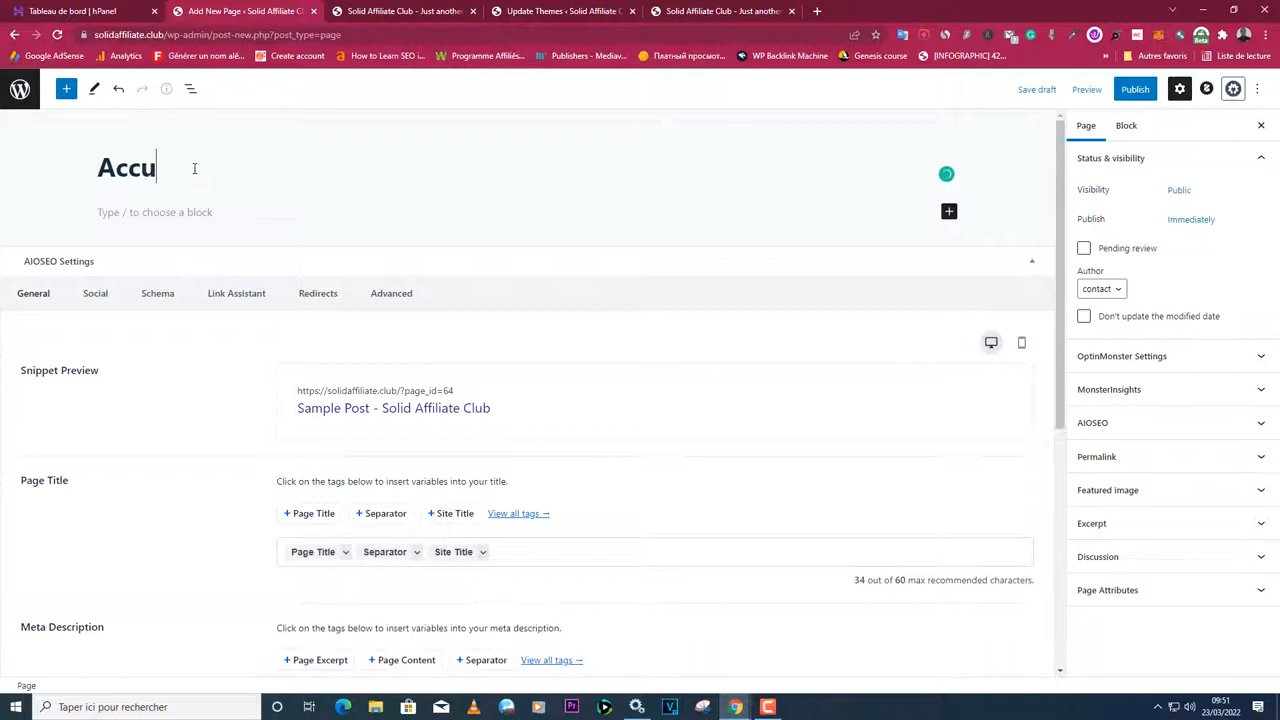 Tableau de bord | hPanel
Add New Page ‹ Solid Affiliate C
Solid Affiliate Club - Just anothe
Update Themes ‹ Solid Affiliate C
Solid Affiliate Club - Just anothe
solidaffiliate.club/wp-admin/post-new.php?post_type=page
Google AdSense
Analytics
Générer un nom alé...
Create account
How to Learn SEO i...
Programme Affiliés...
Publishers - Mediav...
Платный просмот...
WP Backlink Machine
Genesis course
[INFOGRAPHIC] 42...
Autres favoris
Liste de lecture
Save draft
Preview
Publish
Accu
Type / to choose a block
AIOSEO Settings
General
Social
Schema
Link Assistant
Redirects
Advanced
Snippet Preview
https://solidaffiliate.club/?page_id=64
Sample Post - Solid Affiliate Club
Page Title
Click on the tags below to insert variables into your title.
+ Page Title
+ Separator
+ Site Title
View all tags →
Page Title
Separator
Site Title
34 out of 60 max recommended characters.
Meta Description
Click on the tags below to insert variables into your meta description.
+ Page Excerpt
+ Page Content
+ Separator
View all tags →
Page
Block
Status & visibility
Visibility
Public
Publish
Immediately
Pending review
Author
contact
Don't update the modified date
OptinMonster Settings
MonsterInsights
AIOSEO
Permalink
Featured image
Excerpt
Discussion
Page Attributes
Page
Taper ici pour rechercher
09:51
23/03/2022